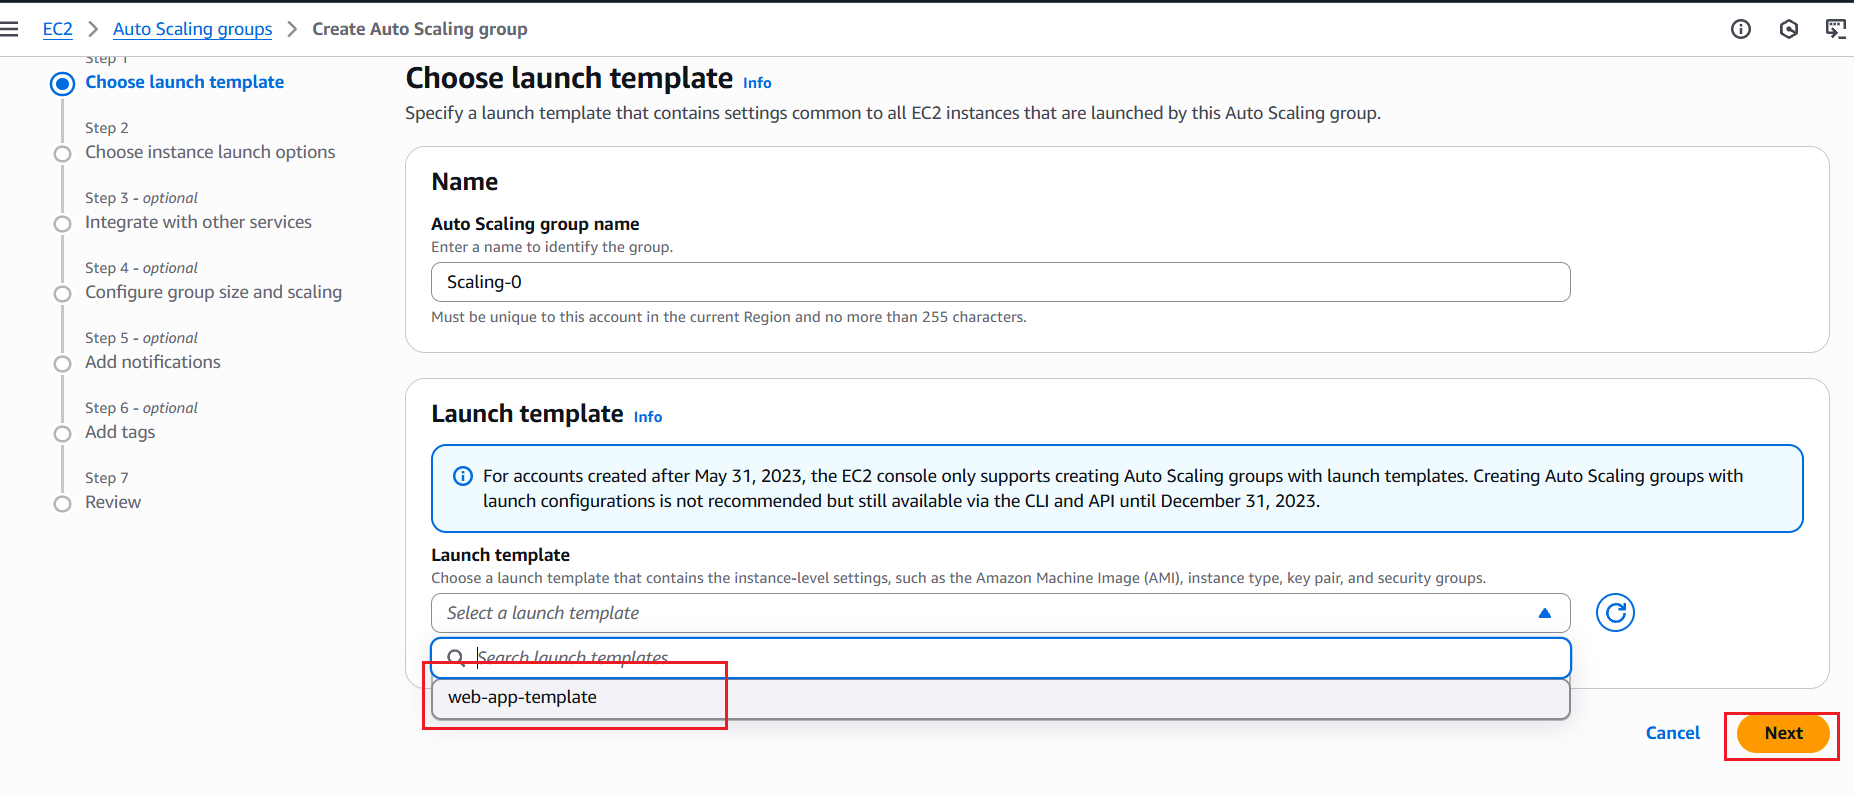 EC2 > Auto Scaling groups > Create Auto Scaling group
Step 1
Choose launch template
Step 2
Choose instance launch options
Step 3 - optional
Integrate with other services
Step 4 - optional
Configure group size and scaling
Step 5 - optional
Add notifications
Step 6 - optional
Add tags
Step 7
Review
Choose launch template Info
Specify a launch template that contains settings common to all EC2 instances that are launched by this Auto Scaling group.
Name
Auto Scaling group name
Enter a name to identify the group.
Scaling-0
Must be unique to this account in the current Region and no more than 255 characters.
Launch template Info
For accounts created after May 31, 2023, the EC2 console only supports creating Auto Scaling groups with launch templates. Creating Auto Scaling groups with
launch configurations is not recommended but still available via the CLI and API until December 31, 2023.
Launch template
Choose a launch template that contains the instance-level settings, such as the Amazon Machine Image (AMI), instance type, key pair, and security groups.
Select a launch template
Search launch templates
web-app-template
Cancel
Next